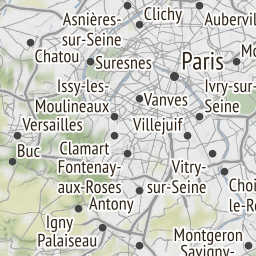 Asnières-
sur-Seine
Clichy
Auberv
Chatou
Suresnes
Paris
M
Issy-les-
Moulineaux
Vanves
Ivry-sur-
Seine
Versailles
Villejuif
Buc
Clamart
Fontenay-
aux-Roses
Vitry-
sur-Seine
Choi
le-Ro
Antony
Igny
Palaiseau
Montgeron
Savigny-